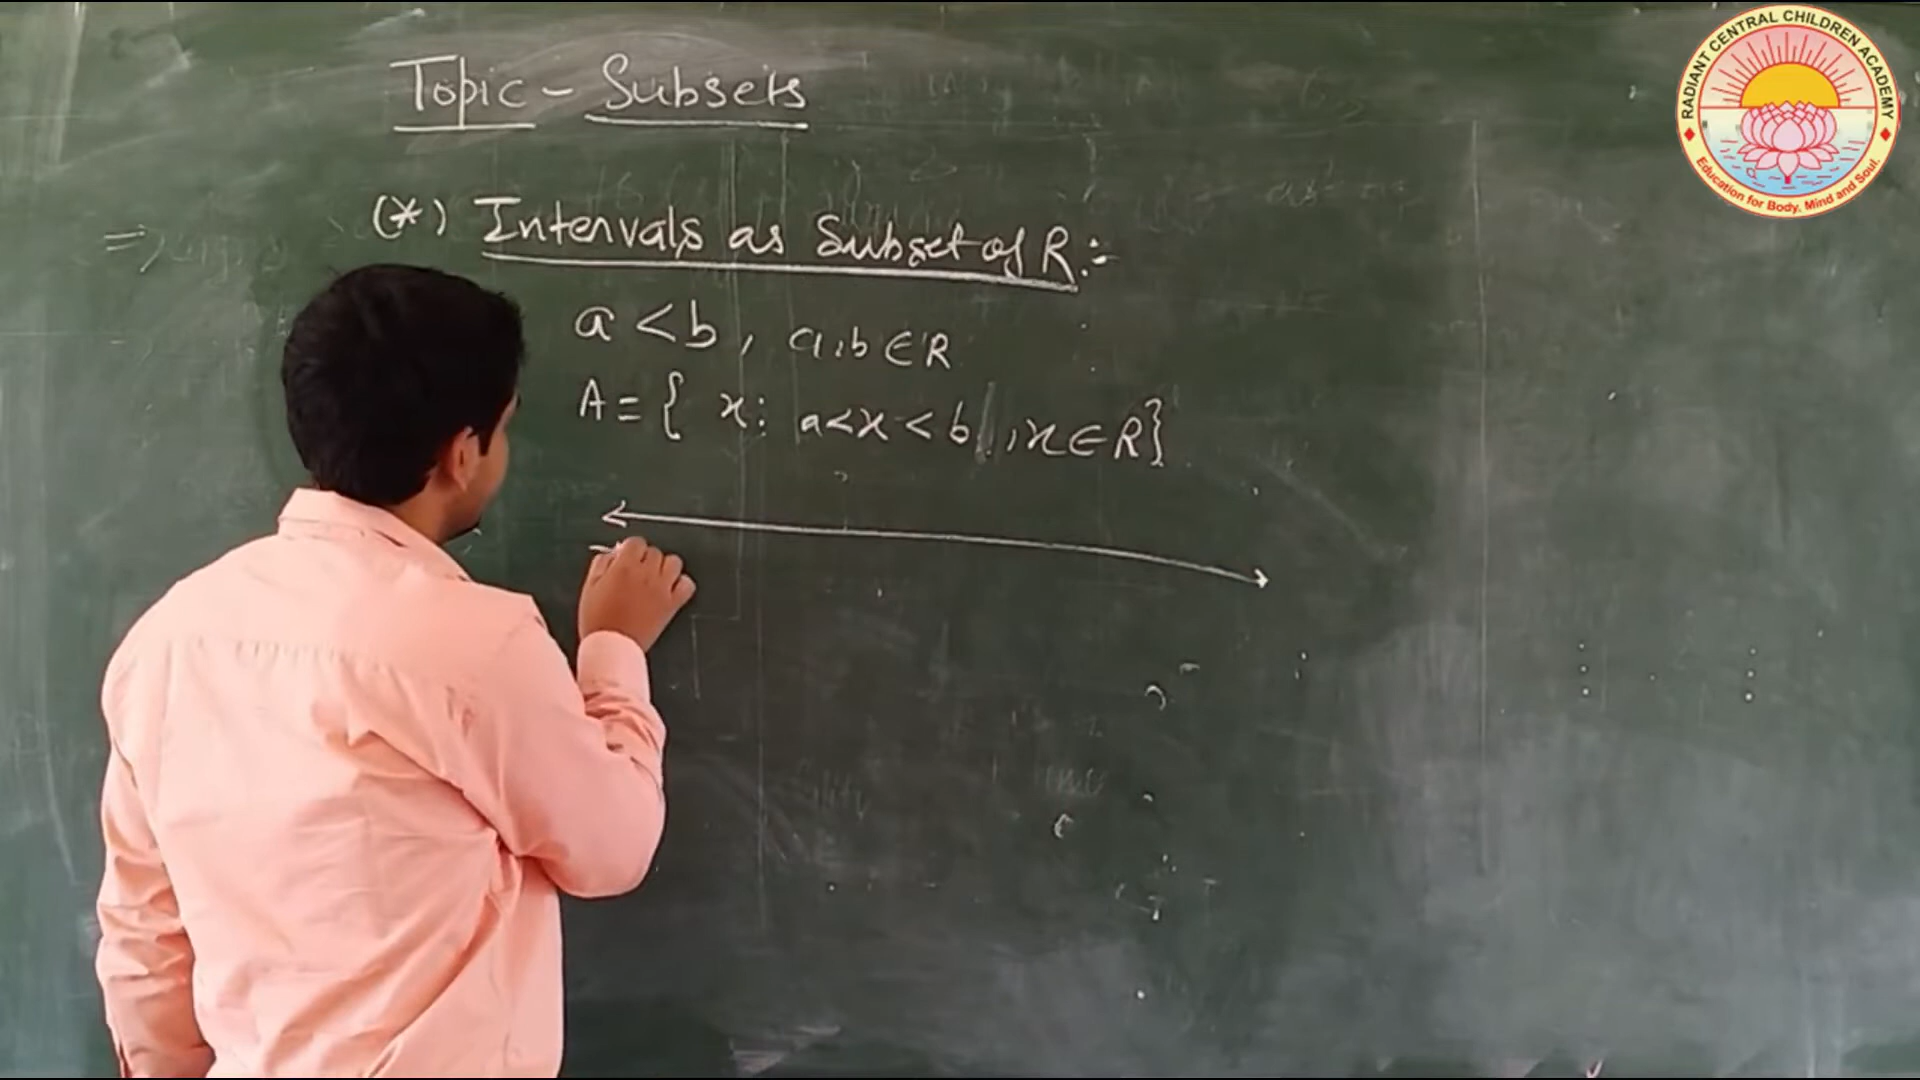 Topic - Subsets
(*) Intervals as Subset of R :-
a < b , a, b ∈ R
A = { x : a < x < b , x ∈ R }
RADIANT CENTRAL CHILDREN ACADEMY
Education for Body, Mind and Soul.